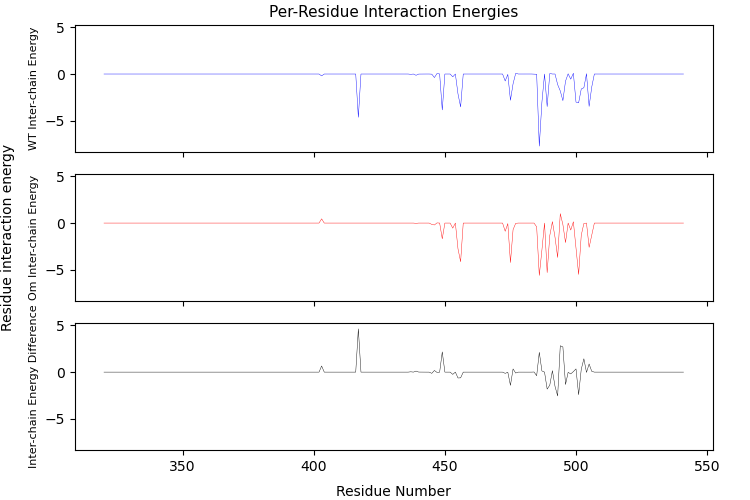 Per-Residue Interaction Energies
Residue interaction energy
WT Inter-chain Energy
5
0
−5
Om Inter-chain Energy
5
0
−5
Inter-chain Energy Difference
5
0
−5
350
400
450
500
550
Residue Number